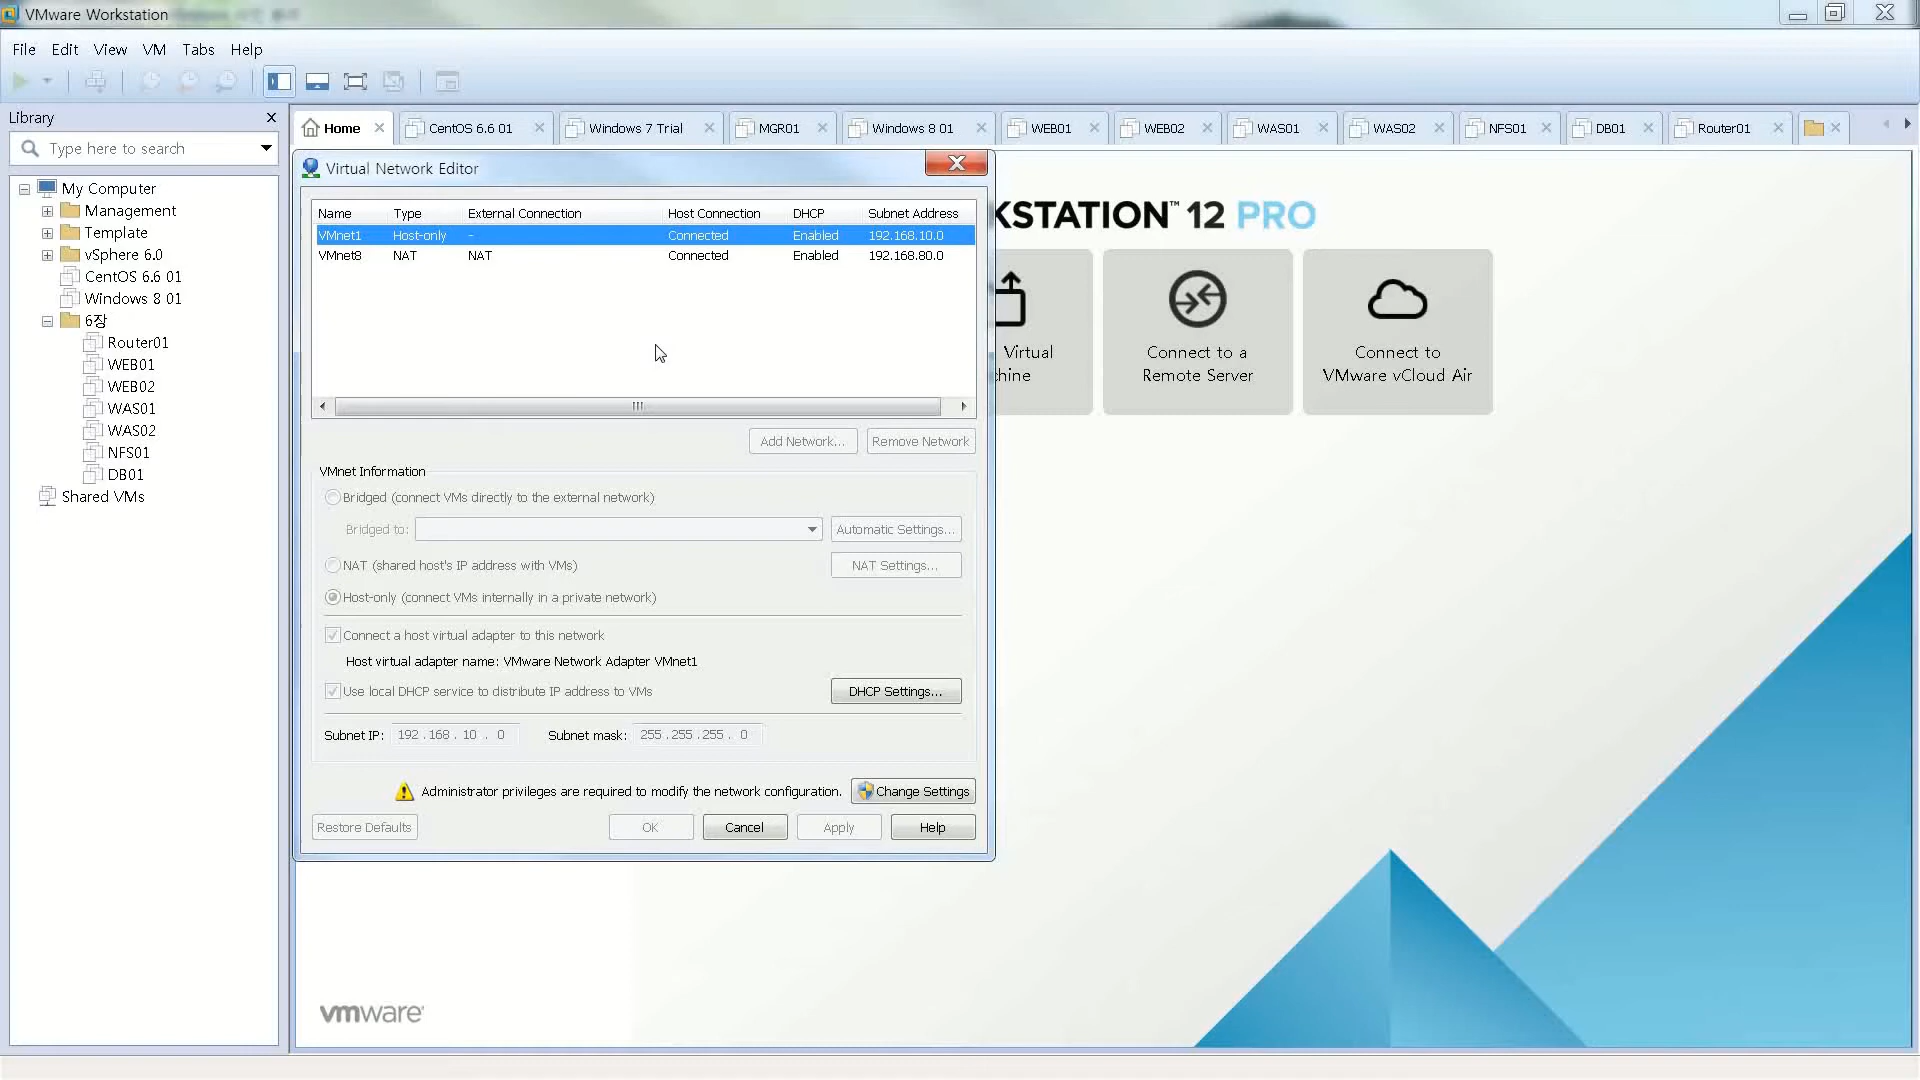 VMware Workstation
File Edit View VM Tabs Help
Library
Type here to search
My Computer
Management
Template
vSphere 6.0
CentOS 6.6 01
Windows 8 01
6장
Router01
WEB01
WEB02
WAS01
WAS02
NFS01
DB01
Shared VMs
Home CentOS 6.6 01 Windows 7 Trial MGR01 Windows 8 01 WEB01 WEB02 WAS01 WAS02 NFS01 DB01 Router01
Virtual Network Editor
Name Type External Connection Host Connection DHCP Subnet Address
VMnet1 Host-only - Connected Enabled 192.168.10.0
VMnet8 NAT NAT Connected Enabled 192.168.80.0
Add Network... Remove Network
VMnet Information
Bridged (connect VMs directly to the external network)
Bridged to: Automatic Settings...
NAT (shared host's IP address with VMs) NAT Settings...
Host-only (connect VMs internally in a private network)
Connect a host virtual adapter to this network
Host virtual adapter name: VMware Network Adapter VMnet1
Use local DHCP service to distribute IP address to VMs DHCP Settings...
Subnet IP: 192 . 168 . 10 . 0 Subnet mask: 255 . 255 . 255 . 0
Administrator privileges are required to modify the network configuration. Change Settings
Restore Defaults OK Cancel Apply Help
KSTATION™ 12 PRO
Virtual
chine
Connect to a
Remote Server
Connect to
VMware vCloud Air
vmware